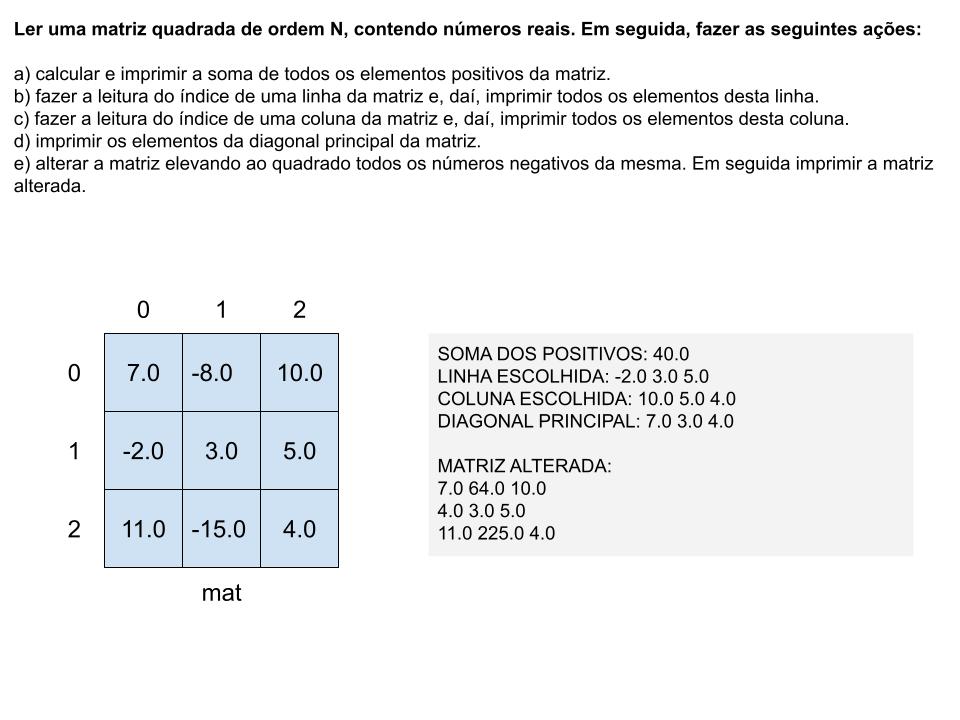 Ler uma matriz quadrada de ordem N, contendo números reais. Em seguida, fazer as seguintes ações:
a) calcular e imprimir a soma de todos os elementos positivos da matriz.
b) fazer a leitura do índice de uma linha da matriz e, daí, imprimir todos os elementos desta linha.
c) fazer a leitura do índice de uma coluna da matriz e, daí, imprimir todos os elementos desta coluna.
d) imprimir os elementos da diagonal principal da matriz.
e) alterar a matriz elevando ao quadrado todos os números negativos da mesma. Em seguida imprimir a matriz
alterada.
0 1 2
0 7.0 -8.0 10.0
1 -2.0 3.0 5.0
2 11.0 -15.0 4.0
mat
SOMA DOS POSITIVOS: 40.0
LINHA ESCOLHIDA: -2.0 3.0 5.0
COLUNA ESCOLHIDA: 10.0 5.0 4.0
DIAGONAL PRINCIPAL: 7.0 3.0 4.0
MATRIZ ALTERADA:
7.0 64.0 10.0
4.0 3.0 5.0
11.0 225.0 4.0